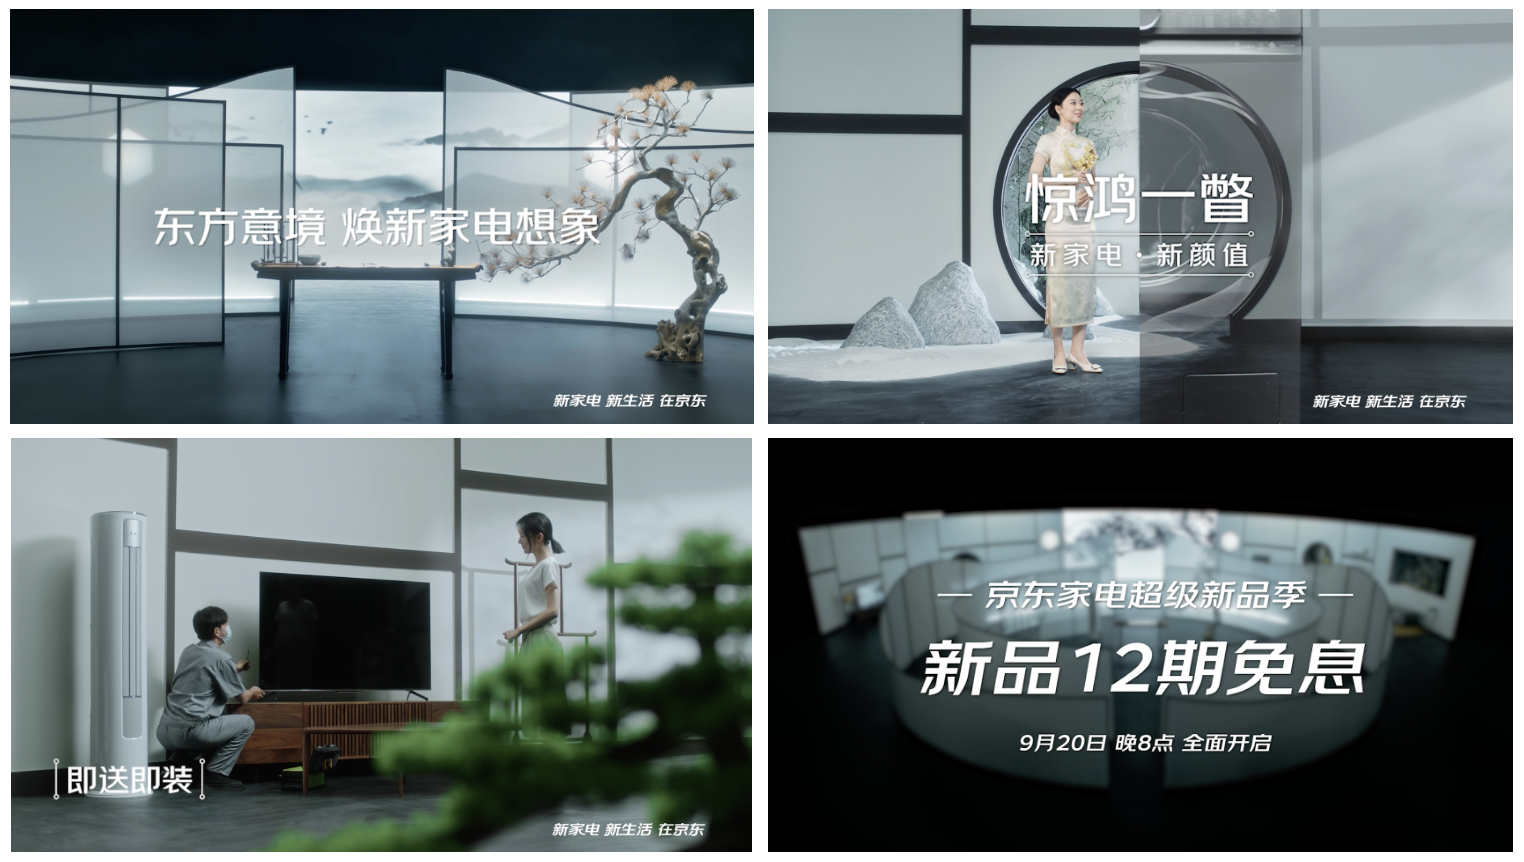 东方意境 焕新家电想象
新家电 新生活 在京东
惊鸿一瞥
新家电·新颜值
新家电 新生活 在京东
即送即装
新家电 新生活 在京东
京东家电超级新品季
新品12期免息
9月20日 晚8点 全面开启